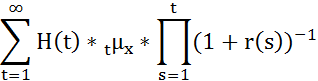 ∞ ∑ t=1 H(t) * ₜμₓ * t ∏ s=1 (1 + r(s))⁻¹